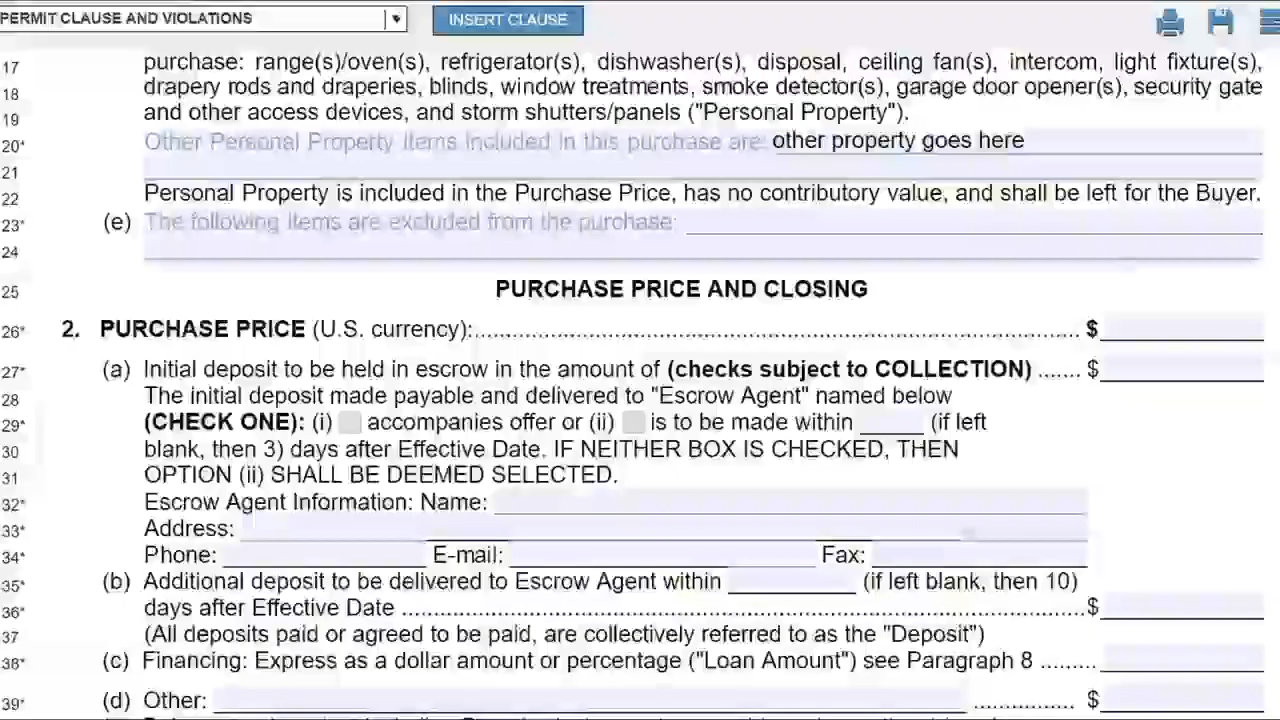 PERMIT CLAUSE AND VIOLATIONS
INSERT CLAUSE
17 purchase: range(s)/oven(s), refrigerator(s), dishwasher(s), disposal, ceiling fan(s), intercom, light fixture(s),
18 drapery rods and draperies, blinds, window treatments, smoke detector(s), garage door opener(s), security gate
19 and other access devices, and storm shutters/panels ("Personal Property").
20* Other Personal Property items included in this purchase are: other property goes here
21
22 Personal Property is included in the Purchase Price, has no contributory value, and shall be left for the Buyer.
23* (e) The following items are excluded from the purchase:
24
25 PURCHASE PRICE AND CLOSING
26* 2. PURCHASE PRICE (U.S. currency):............................................................................................ $
27* (a) Initial deposit to be held in escrow in the amount of (checks subject to COLLECTION) ....... $
28 The initial deposit made payable and delivered to "Escrow Agent" named below
29* (CHECK ONE): (i) accompanies offer or (ii) is to be made within (if left
30 blank, then 3) days after Effective Date. IF NEITHER BOX IS CHECKED, THEN
31 OPTION (ii) SHALL BE DEEMED SELECTED.
32* Escrow Agent Information: Name:
33* Address:
34* Phone: E-mail: Fax:
35* (b) Additional deposit to be delivered to Escrow Agent within (if left blank, then 10)
36* days after Effective Date ..........................................................................................................$
37 (All deposits paid or agreed to be paid, are collectively referred to as the "Deposit")
38* (c) Financing: Express as a dollar amount or percentage ("Loan Amount") see Paragraph 8 .........
39* (d) Other: ................ $